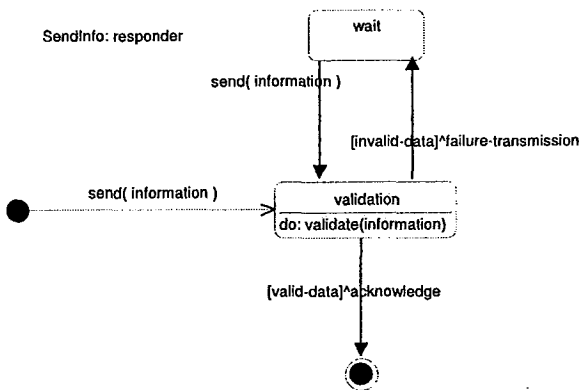 wait
SendInfo: responder
send( information )
[invalid-data]^failure-transmission
send( information )
validation
do: validate(information)
[valid-data]^acknowledge